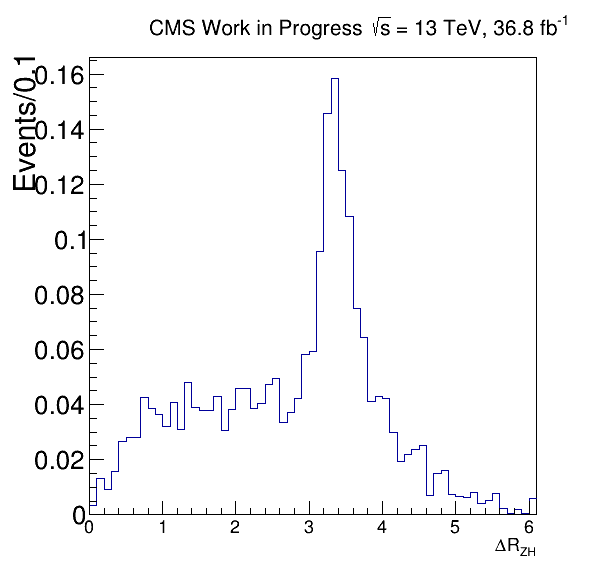 CMS Work in Progress √s = 13 TeV, 36.8 fb⁻¹
Events/0.1
0.16
0.14
0.12
0.1
0.08
0.06
0.04
0.02
0
0 1 2 3 4 5 6
ΔR_ZH